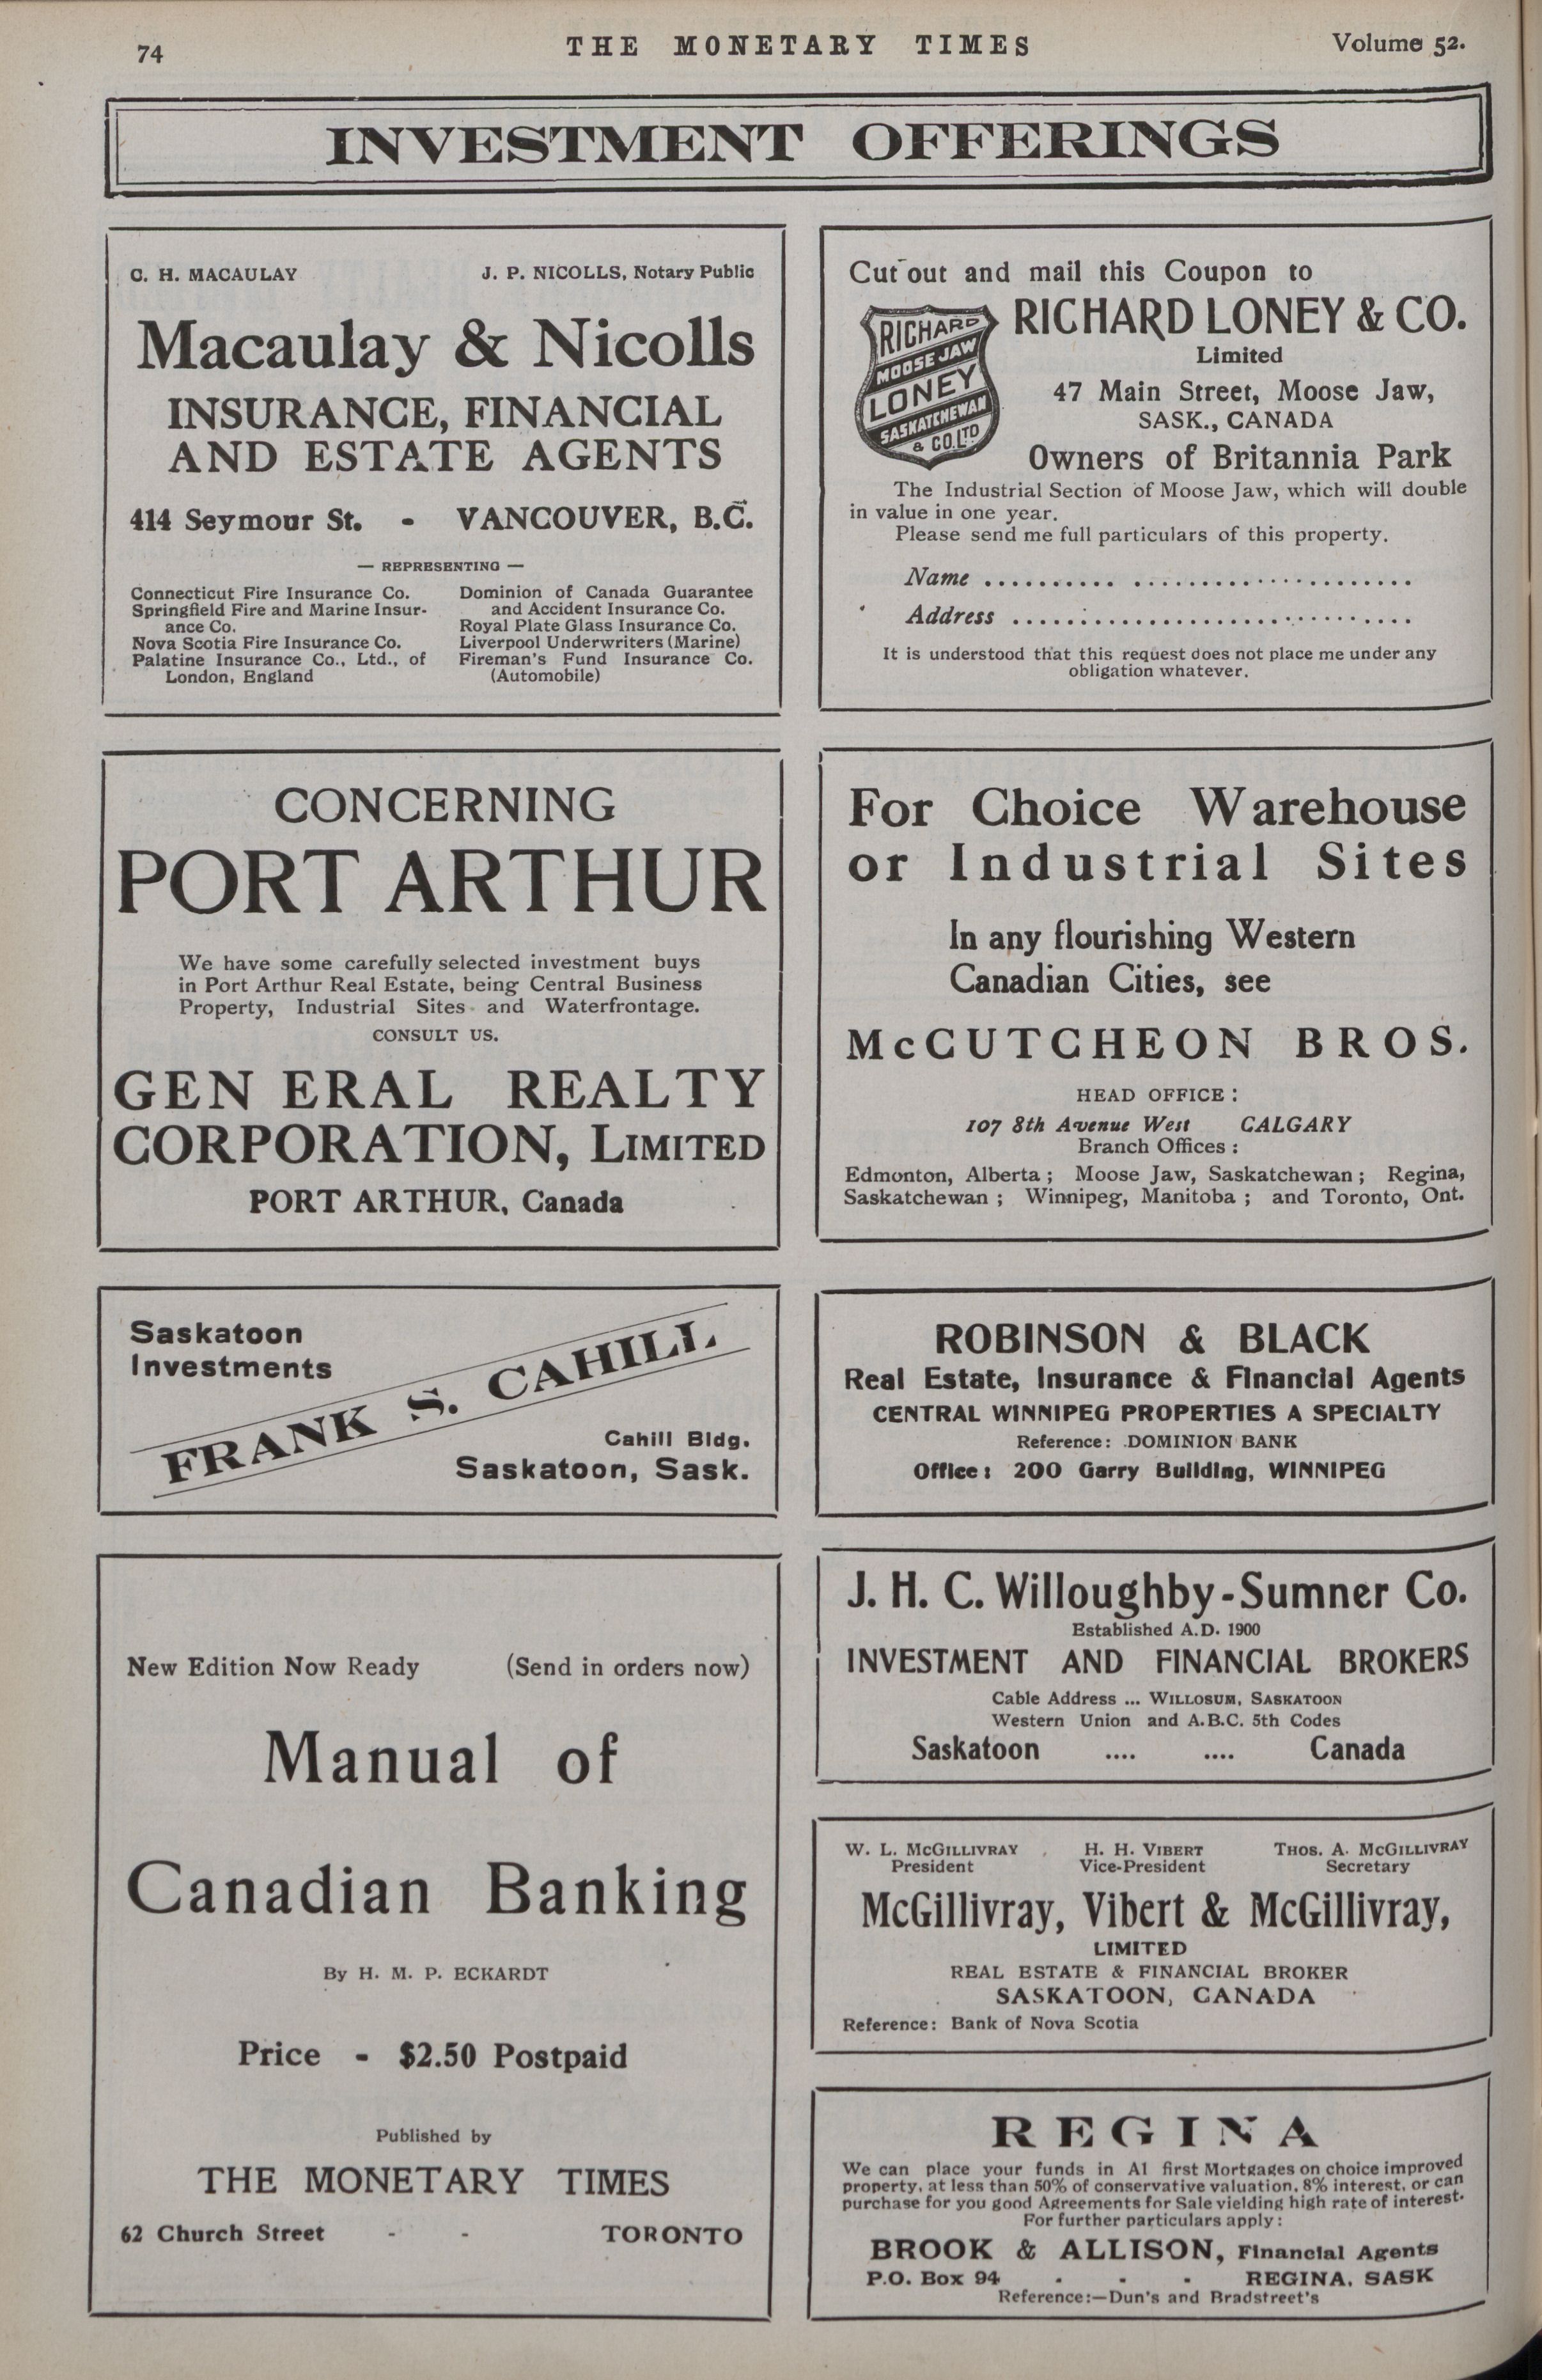 74
THE MONETARY TIMES
Volume 52.
INVESTMENT OFFERINGS
C. H. MACAULAY
J. P. NICOLLS, Notary Public
Macaulay & Nicolls
INSURANCE, FINANCIAL
AND ESTATE AGENTS
414 Seymour St. - VANCOUVER, B.C.
— REPRESENTING —
Connecticut Fire Insurance Co.
Springfield Fire and Marine Insur-
ance Co.
Nova Scotia Fire Insurance Co.
Palatine Insurance Co., Ltd., of
London, England
Dominion of Canada Guarantee
and Accident Insurance Co.
Royal Plate Glass Insurance Co.
Liverpool Underwriters (Marine)
Fireman's Fund Insurance Co.
(Automobile)
Cut out and mail this Coupon to
RICHARD
MOOSE JAW
LONEY
SASKATCHEWAN
& CO. LTD
RICHARD LONEY & CO.
Limited
47 Main Street, Moose Jaw,
SASK., CANADA
Owners of Britannia Park
The Industrial Section of Moose Jaw, which will double
in value in one year.
Please send me full particulars of this property.
Name ..............................
Address ..............................
It is understood that this request does not place me under any
obligation whatever.
CONCERNING
PORT ARTHUR
We have some carefully selected investment buys
in Port Arthur Real Estate, being Central Business
Property, Industrial Sites and Waterfrontage.
CONSULT US.
GEN ERAL REALTY
CORPORATION, LIMITED
PORT ARTHUR, Canada
For Choice Warehouse
or Industrial Sites
In any flourishing Western
Canadian Cities, see
McCUTCHEON BROS.
HEAD OFFICE :
107 8th Avenue West CALGARY
Branch Offices :
Edmonton, Alberta ; Moose Jaw, Saskatchewan ; Regina,
Saskatchewan ; Winnipeg, Manitoba ; and Toronto, Ont.
Saskatoon
Investments
FRANK S. CAHILL
Cahill Bldg.
Saskatoon, Sask.
ROBINSON & BLACK
Real Estate, Insurance & Financial Agents
CENTRAL WINNIPEG PROPERTIES A SPECIALTY
Reference: DOMINION BANK
Office: 200 Garry Building, WINNIPEG
New Edition Now Ready (Send in orders now)
Manual of
Canadian Banking
By H. M. P. ECKARDT
Price - $2.50 Postpaid
Published by
THE MONETARY TIMES
62 Church Street - - TORONTO
J. H. C. Willoughby-Sumner Co.
Established A.D. 1900
INVESTMENT AND FINANCIAL BROKERS
Cable Address ... WILLOSUM, SASKATOON
Western Union and A.B.C. 5th Codes
Saskatoon .... .... Canada
W. L. McGILLIVRAY
President
H. H. VIBERT
Vice-President
THOS. A. McGILLIVRAY
Secretary
McGillivray, Vibert & McGillivray,
LIMITED
REAL ESTATE & FINANCIAL BROKER
SASKATOON, CANADA
Reference: Bank of Nova Scotia
REGINA
We can place your funds in A1 first Mortgages on choice improved
property, at less than 50% of conservative valuation, 8% interest, or can
purchase for you good Agreements for Sale yielding high rate of interest.
For further particulars apply:
BROOK & ALLISON, Financial Agents
P.O. Box 94 - - - REGINA, SASK
Reference:—Dun's and Bradstreet's